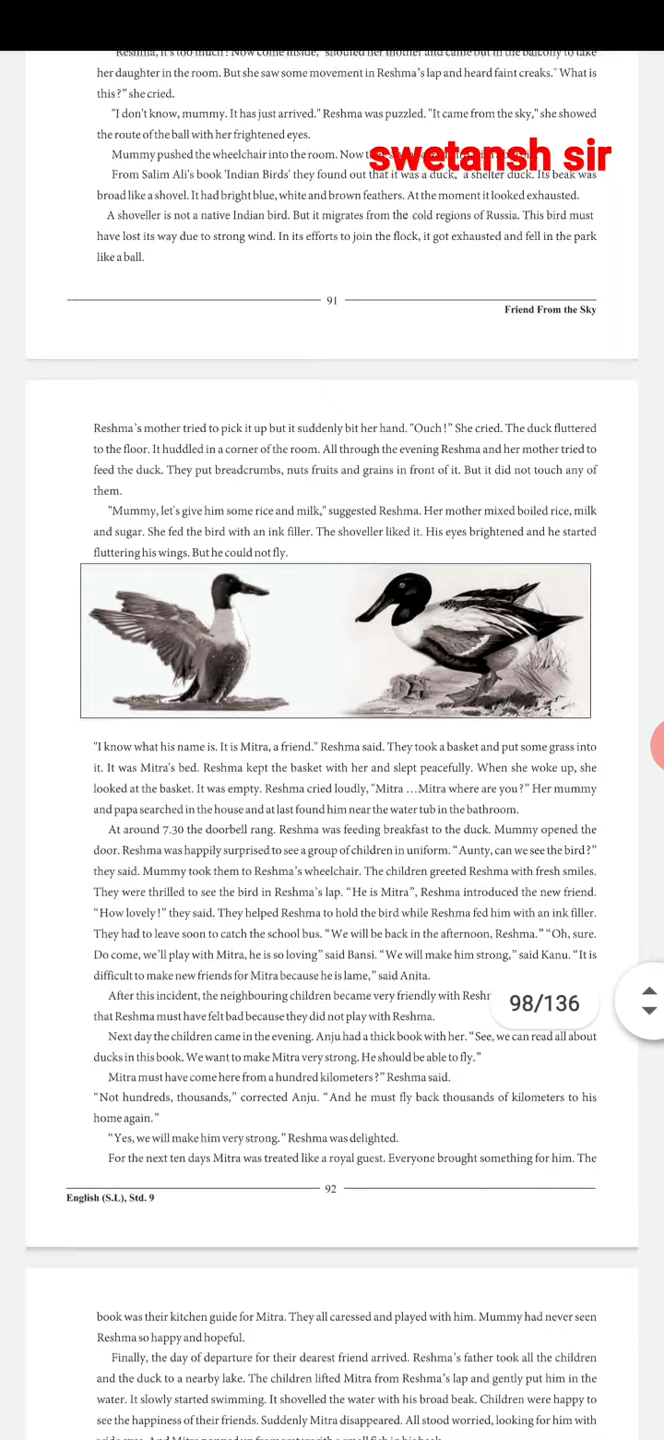 "Reshma, it's too much! Now come inside," shouted her mother and came out in the balcony to take
her daughter in the room. But she saw some movement in Reshma's lap and heard faint creaks." What is
this?" she cried.
"I don't know, mummy. It has just arrived." Reshma was puzzled. "It came from the sky," she showed
the route of the ball with her frightened eyes.
Mummy pushed the wheelchair into the room. Now
swetansh sir
From Salim Ali's book 'Indian Birds' they found out that it was a duck, 'a shelter duck. Its beak was
broad like a shovel. It had bright blue, white and brown feathers. At the moment it looked exhausted.
A shoveller is not a native Indian bird. But it migrates from the cold regions of Russia. This bird must
have lost its way due to strong wind. In its efforts to join the flock, it got exhausted and fell in the park
like a ball.
91
Friend From the Sky
Reshma's mother tried to pick it up but it suddenly bit her hand. "Ouch!" She cried. The duck fluttered
to the floor. It huddled in a corner of the room. All through the evening Reshma and her mother tried to
feed the duck. They put breadcrumbs, nuts fruits and grains in front of it. But it did not touch any of
them.
"Mummy, let's give him some rice and milk," suggested Reshma. Her mother mixed boiled rice, milk
and sugar. She fed the bird with an ink filler. The shoveller liked it. His eyes brightened and he started
fluttering his wings. But he could not fly.
"I know what his name is. It is Mitra, a friend." Reshma said. They took a basket and put some grass into
it. It was Mitra's bed. Reshma kept the basket with her and slept peacefully. When she woke up, she
looked at the basket. It was empty. Reshma cried loudly, "Mitra …Mitra where are you?" Her mummy
and papa searched in the house and at last found him near the water tub in the bathroom.
At around 7.30 the doorbell rang. Reshma was feeding breakfast to the duck. Mummy opened the
door. Reshma was happily surprised to see a group of children in uniform. "Aunty, can we see the bird?"
they said. Mummy took them to Reshma's wheelchair. The children greeted Reshma with fresh smiles.
They were thrilled to see the bird in Reshma's lap. "He is Mitra", Reshma introduced the new friend.
"How lovely!" they said. They helped Reshma to hold the bird while Reshma fed him with an ink filler.
They had to leave soon to catch the school bus. "We will be back in the afternoon, Reshma." "Oh, sure.
Do come, we'll play with Mitra, he is so loving" said Bansi. "We will make him strong," said Kanu. "It is
difficult to make new friends for Mitra because he is lame," said Anita.
After this incident, the neighbouring children became very friendly with
98/136
that Reshma must have felt bad because they did not play with Reshma.
Next day the children came in the evening. Anju had a thick book with her. "See, we can read all about
ducks in this book. We want to make Mitra very strong. He should be able to fly."
Mitra must have come here from a hundred kilometers?" Reshma said.
"Not hundreds, thousands," corrected Anju. "And he must fly back thousands of kilometers to his
home again."
"Yes, we will make him very strong." Reshma was delighted.
For the next ten days Mitra was treated like a royal guest. Everyone brought something for him. The
92
English (S.L), Std. 9
book was their kitchen guide for Mitra. They all caressed and played with him. Mummy had never seen
Reshma so happy and hopeful.
Finally, the day of departure for their dearest friend arrived. Reshma's father took all the children
and the duck to a nearby lake. The children lifted Mitra from Reshma's lap and gently put him in the
water. It slowly started swimming. It shovelled the water with his broad beak. Children were happy to
see the happiness of their friends. Suddenly Mitra disappeared. All stood worried, looking for him with